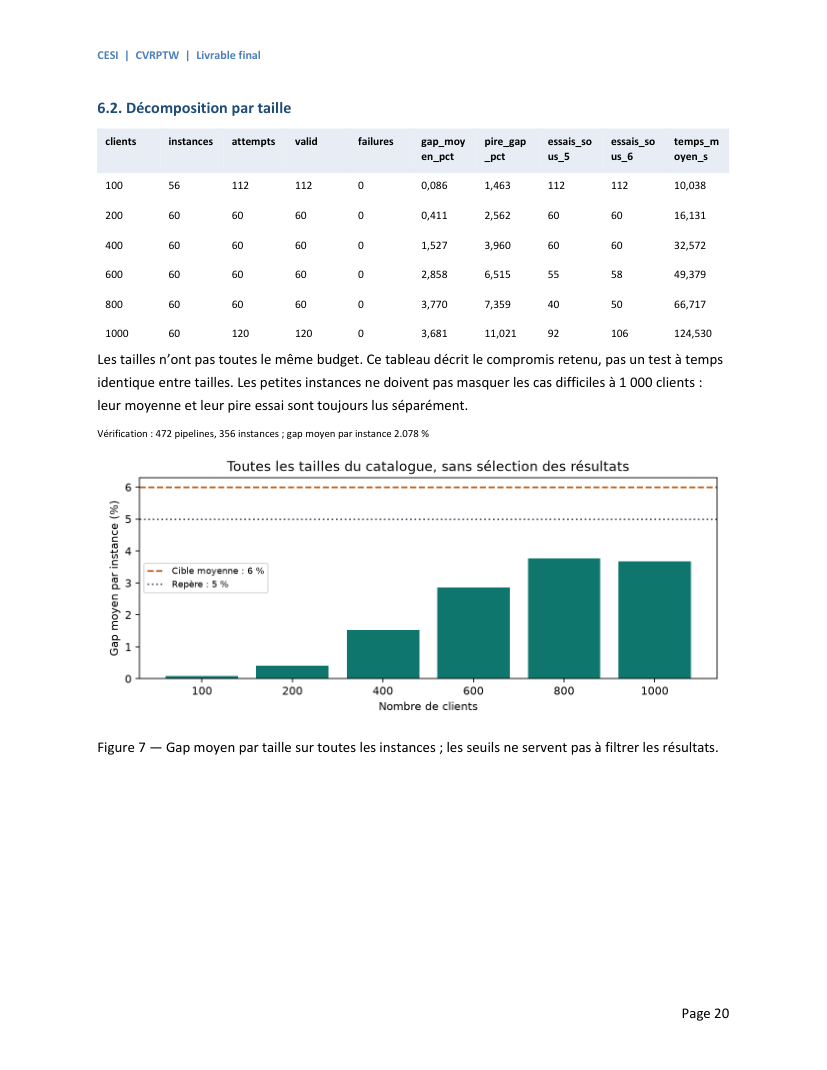 CESI | CVRPTW | Livrable final
6.2. Décomposition par taille
clients instances attempts valid failures gap_moy pire_gap essais_so essais_so temps_m
en_pct _pct us_5 us_6 oyen_s
100 56 112 112 0 0,086 1,463 112 112 10,038
200 60 60 60 0 0,411 2,562 60 60 16,131
400 60 60 60 0 1,527 3,960 60 60 32,572
600 60 60 60 0 2,858 6,515 55 58 49,379
800 60 60 60 0 3,770 7,359 40 50 66,717
1000 60 120 120 0 3,681 11,021 92 106 124,530
Les tailles n’ont pas toutes le même budget. Ce tableau décrit le compromis retenu, pas un test à temps
identique entre tailles. Les petites instances ne doivent pas masquer les cas difficiles à 1 000 clients :
leur moyenne et leur pire essai sont toujours lus séparément.
Vérification : 472 pipelines, 356 instances ; gap moyen par instance 2.078 %
Toutes les tailles du catalogue, sans sélection des résultats
Gap moyen par instance (%)
6
5
4
3
2
1
0
Cible moyenne : 6 %
Repère : 5 %
100 200 400 600 800 1000
Nombre de clients
Figure 7 — Gap moyen par taille sur toutes les instances ; les seuils ne servent pas à filtrer les résultats.
Page 20